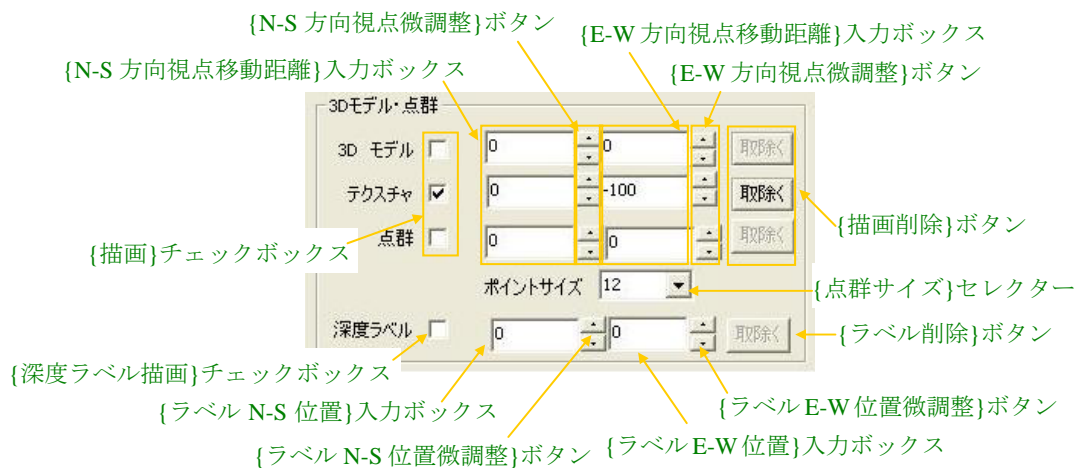 {N-S 方向視点微調整}ボタン
{E-W 方向視点移動距離}入力ボックス
{N-S 方向視点移動距離}入力ボックス
{E-W 方向視点微調整}ボタン
3Dモデル・点群
3D モデル 0 0 取除く
テクスチャ 0 -100 取除く
{描画削除}ボタン
点群 0 0 取除く
{描画}チェックボックス
ポイントサイズ 12
{点群サイズ}セレクター
深度ラベル 0 0 取除く
{ラベル削除}ボタン
{深度ラベル描画}チェックボックス
{ラベル N-S 位置}入力ボックス
{ラベル E-W 位置微調整}ボタン
{ラベル N-S 位置微調整}ボタン
{ラベル E-W 位置}入力ボックス